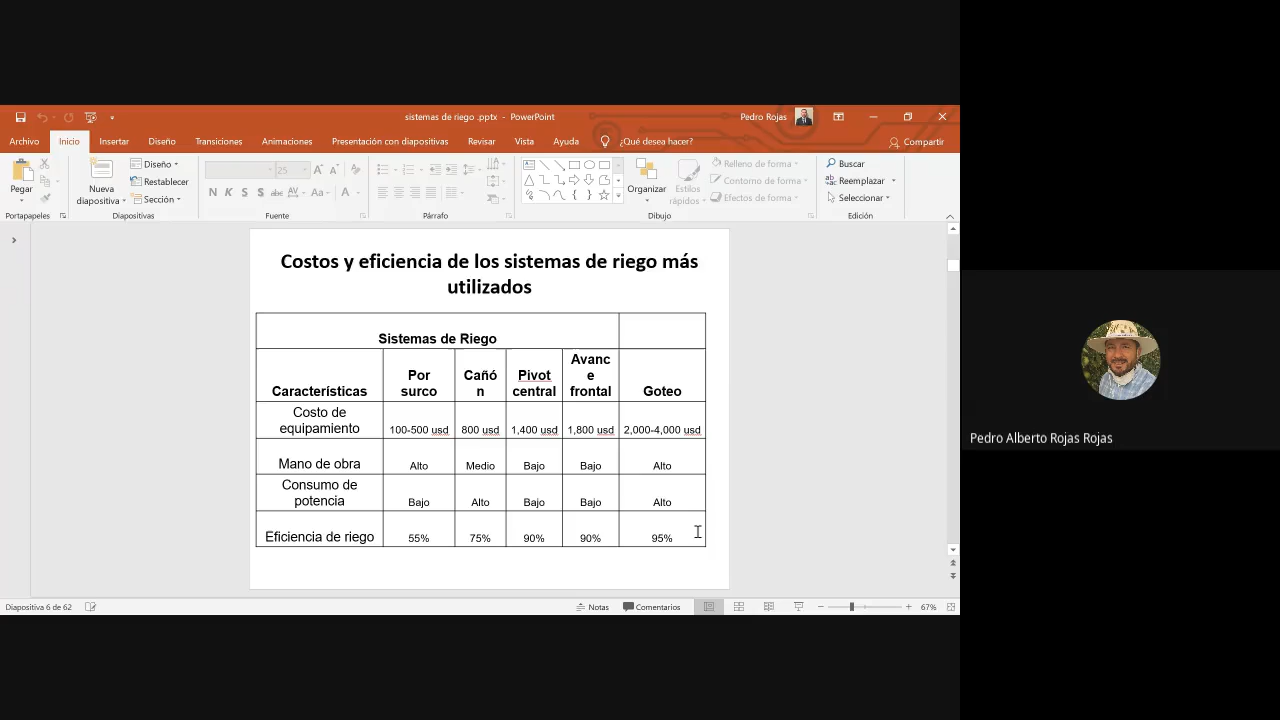 sistemas de riego .pptx - PowerPoint
Pedro Rojas
Archivo Inicio Insertar Diseño Transiciones Animaciones Presentación con diapositivas Revisar Vista Ayuda ¿Qué desea hacer? Compartir
Pegar
Portapapeles
Nueva
diapositiva
Diseño
Restablecer
Sección
Diapositivas
25
N K S S abc AV Aa A
Fuente
Párrafo
Organizar
Estilos
rápidos
Relleno de forma
Contorno de forma
Efectos de forma
Dibujo
Buscar
Reemplazar
Seleccionar
Edición
Costos y eficiencia de los sistemas de riego más
utilizados
Sistemas de Riego
Características Por surco Cañón Pivot central Avance frontal Goteo
Costo de equipamiento 100-500 usd 800 usd 1,400 usd 1,800 usd 2,000-4,000 usd
Mano de obra Alto Medio Bajo Bajo Alto
Consumo de potencia Bajo Alto Bajo Bajo Alto
Eficiencia de riego 55% 75% 90% 90% 95%
Pedro Alberto Rojas Rojas
Diapositiva 6 de 62 Notas Comentarios 67%